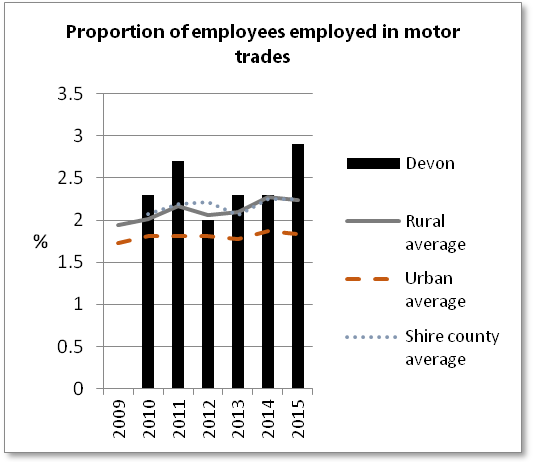 Proportion of employees employed in motor
trades
3.5
3
2.5
2
1.5
1
0.5
0
%
2009
2010
2011
2012
2013
2014
2015
Devon
Rural
average
Urban
average
Shire county
average